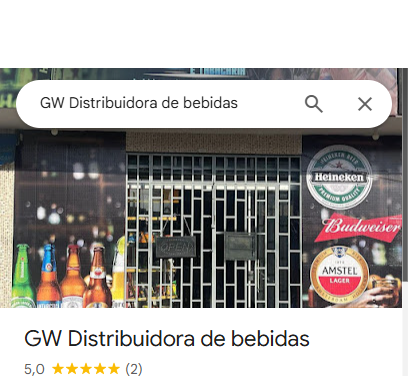 GW Distribuidora de bebidas
Heineken
PREMIUM QUALITY
Budweiser
OPEN
AMSTEL
LAGER
GW Distribuidora de bebidas
5,0 ★★★★★ (2)